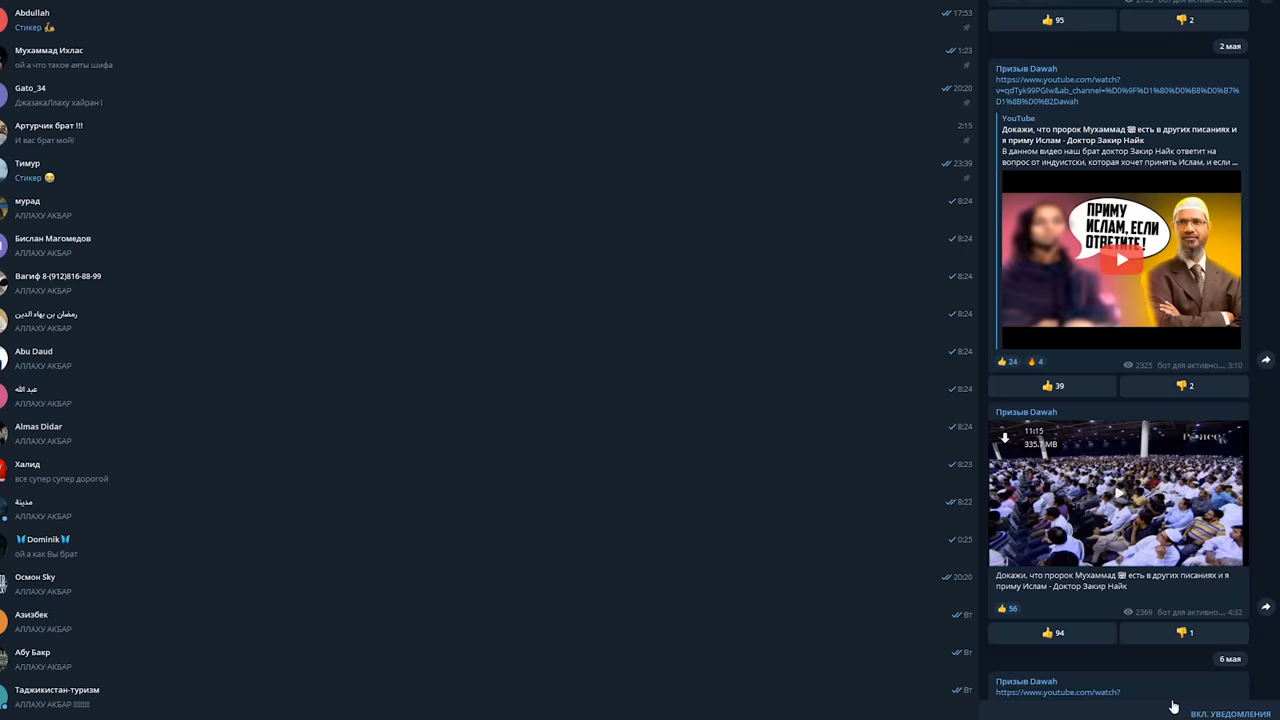 Abdullah
Стикер 🛵
17:53
Мухаммад Ихлас
ой а что такое аяты шифа
1:23
Gato_34
ДжазакаЛлаху хайран !
20:20
Артурчик брат !!!
И вас брат мой!
2:15
Тимур
Стикер 😂
23:39
мурад
АЛЛАХУ АКБАР
8:24
Бислан Магомедов
АЛЛАХУ АКБАР
8:24
Вагиф 8-(912)816-88-99
АЛЛАХУ АКБАР
8:24
رمضان بن بهاء الدين
АЛЛАХУ АКБАР
8:24
Abu Daud
АЛЛАХУ АКБАР
8:24
عبد الله
АЛЛАХУ АКБАР
8:24
Almas Didar
АЛЛАХУ АКБАР
8:24
Халид
все супер супер дорогой
8:23
مدينة
АЛЛАХУ АКБАР
8:22
🦋Dominik🦋
ой а как Вы брат
0:25
Осмон Sky
АЛЛАХУ АКБАР
20:20
Азизбек
АЛЛАХУ АКБАР
Вт
Абу Бакр
АЛЛАХУ АКБАР
Вт
Таджикистан-туризм
АЛЛАХУ АКБАР !!!!!!!!
Вт
👍 95
👎 2
2 мая
Призыв Dawah
https://www.youtube.com/watch?
v=qdTyk99PGIw&ab_channel=%D0%9F%D1%80%D0%B8%D0%B7%
D1%8B%D0%B2Dawah
YouTube
Докажи, что пророк Мухаммад ﷺ есть в других писаниях и
я приму Ислам - Доктор Закир Найк
В данном видео наш брат доктор Закир Найк ответит на
вопрос от индуистски, которая хочет принять Ислам, и если ...
ПРИМУ
ИСЛАМ, ЕСЛИ
ОТВЕТИТЕ!
👍 24 🔥 4
2325 бот для активно..., 3:10
👍 39
👎 2
Призыв Dawah
11:15
335,7 MB
Peace
Докажи, что пророк Мухаммад ﷺ есть в других писаниях и я
приму Ислам - Доктор Закир Найк
👍 56
2369 бот для активно..., 4:32
👍 94
👎 1
6 мая
Призыв Dawah
https://www.youtube.com/watch?
ВКЛ. УВЕДОМЛЕНИЯ